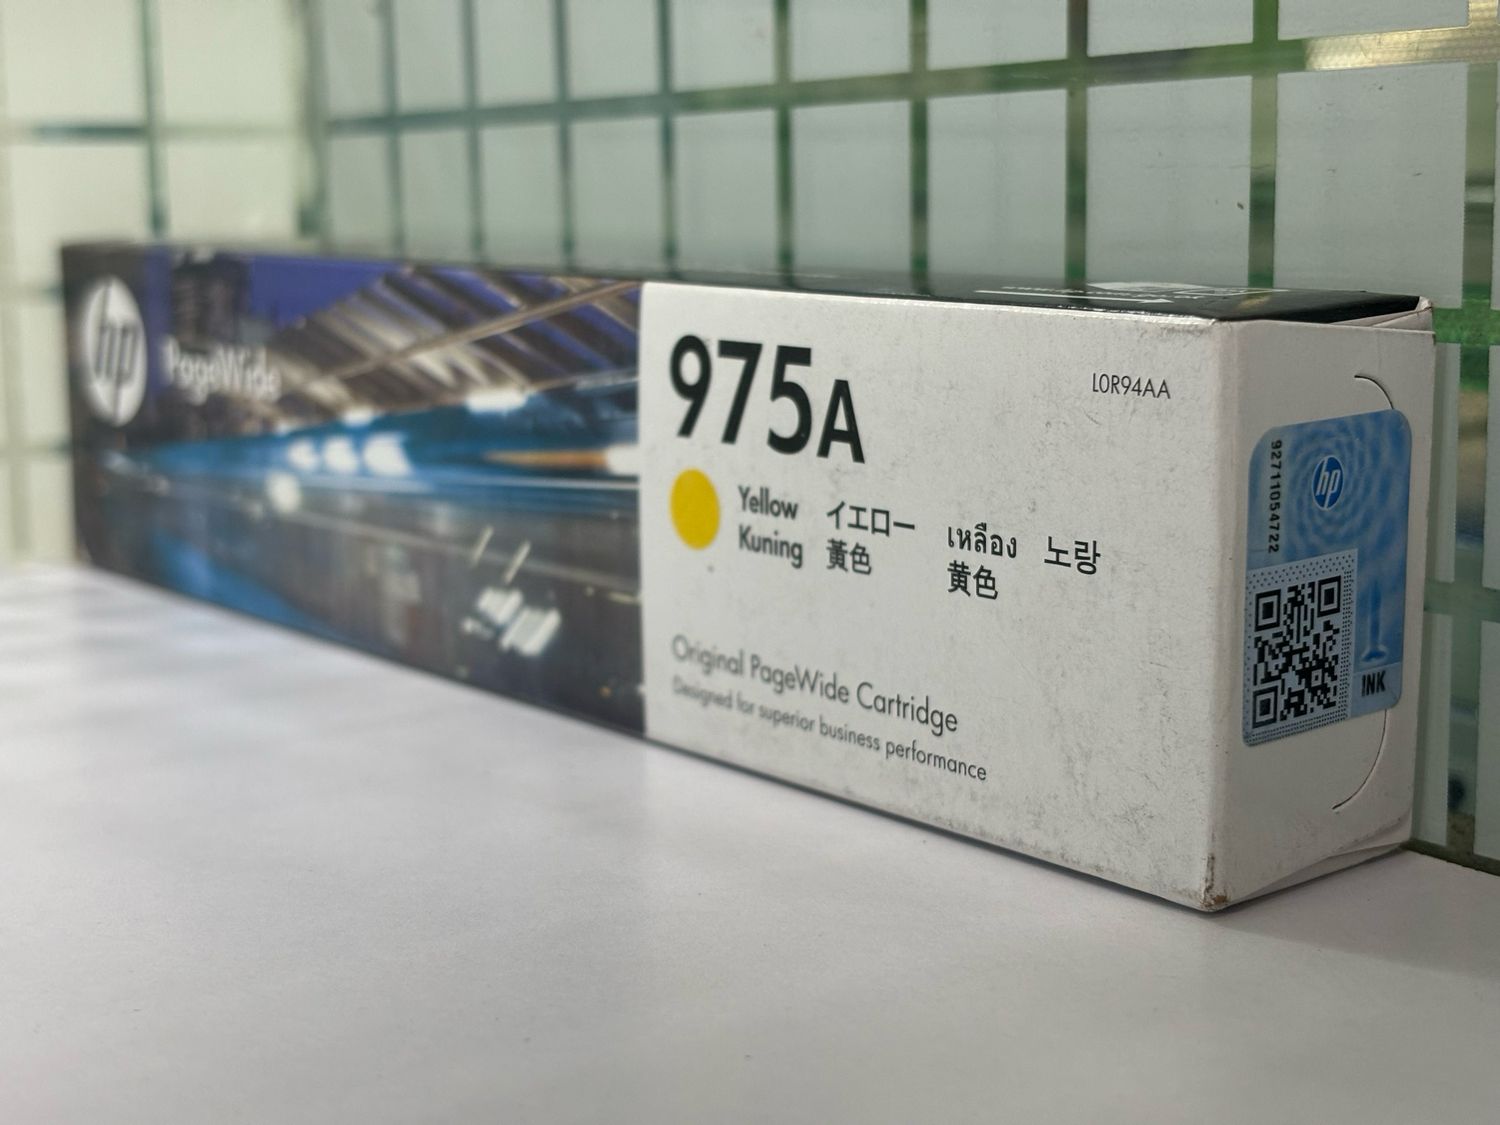 hp
PageWide
975A
L0R94AA
Yellow イエロー เหลือง 노랑
Kuning 黃色 黄色
Original PageWide Cartridge
Designed for superior business performance
92711054722
hp
INK